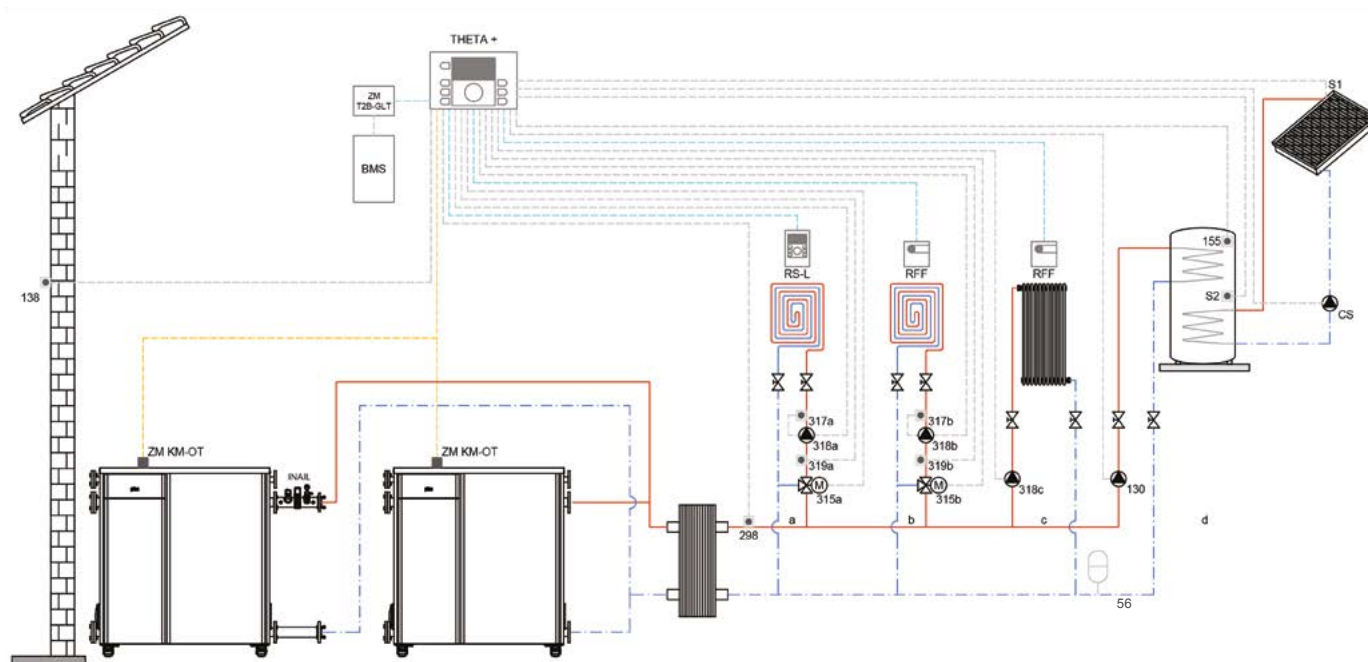 THETA +
S1
ZM
T2B-GLT
BMS
155
138
RS-L
RFF
RFF
S2
CS
317a
317b
318a
318b
ZM KM-OT
ZM KM-OT
319a
319b
INAIL
M
M
315a
315b
318c
130
298
a
b
c
d
56